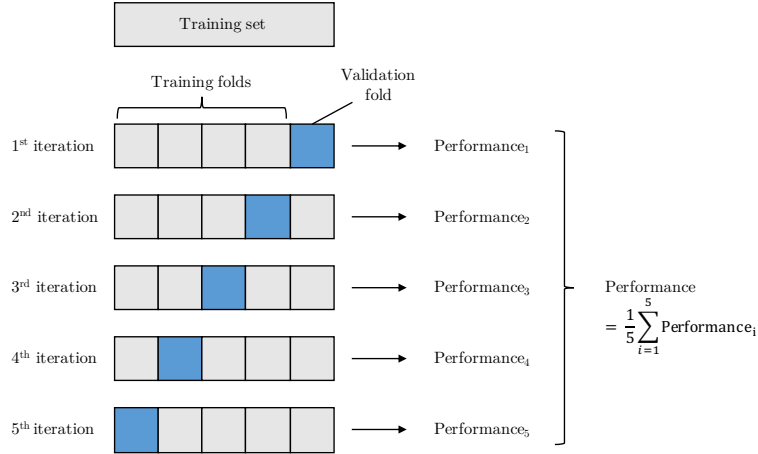 Training set
Training folds
Validation
fold
1st iteration
Performance1
2nd iteration
Performance2
3rd iteration
Performance3
4th iteration
Performance4
5th iteration
Performance5
Performance
= 1/5 5∑i=1 Performancei